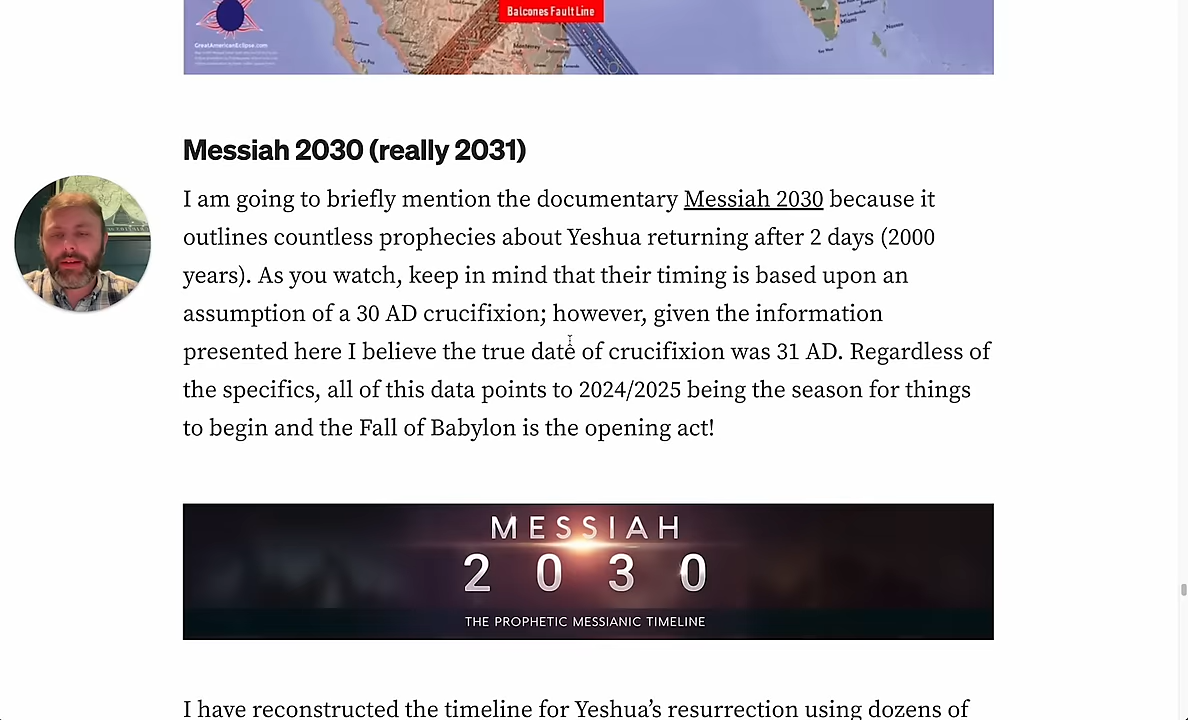 Balcones Fault Line
Monterrey
Miami
Nassau
Key West
GreatAmericanEclipse.com
Messiah 2030 (really 2031)
I am going to briefly mention the documentary Messiah 2030 because it
outlines countless prophecies about Yeshua returning after 2 days (2000
years). As you watch, keep in mind that their timing is based upon an
assumption of a 30 AD crucifixion; however, given the information
presented here I believe the true date of crucifixion was 31 AD. Regardless of
the specifics, all of this data points to 2024/2025 being the season for things
to begin and the Fall of Babylon is the opening act!
MESSIAH
2030
THE PROPHETIC MESSIANIC TIMELINE
I have reconstructed the timeline for Yeshua’s resurrection using dozens of